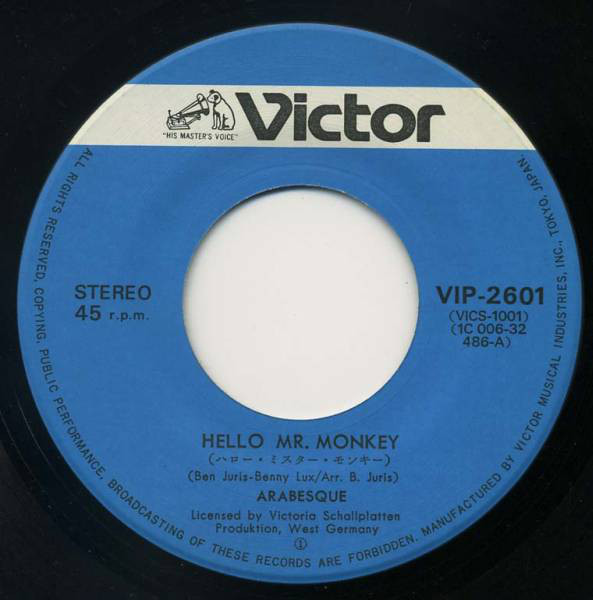 Victor
"HIS MASTER'S VOICE"
STEREO
45 r.p.m.
VIP-2601
(VICS-1001)
(1C 006-32
486-A)
HELLO MR. MONKEY
(ハロー・ミスター・モンキー)
(Ben Juris-Benny Lux/Arr. B. Juris)
ARABESQUE
Licensed by Victoria Schallplatten
Produktion, West Germany
①
ALL RIGHTS RESERVED, COPYING, PUBLIC PERFORMANCE, BROADCASTING OF THESE RECORDS ARE FORBIDDEN. MANUFACTURED BY VICTOR MUSICAL INDUSTRIES, INC., TOKYO, JAPAN.